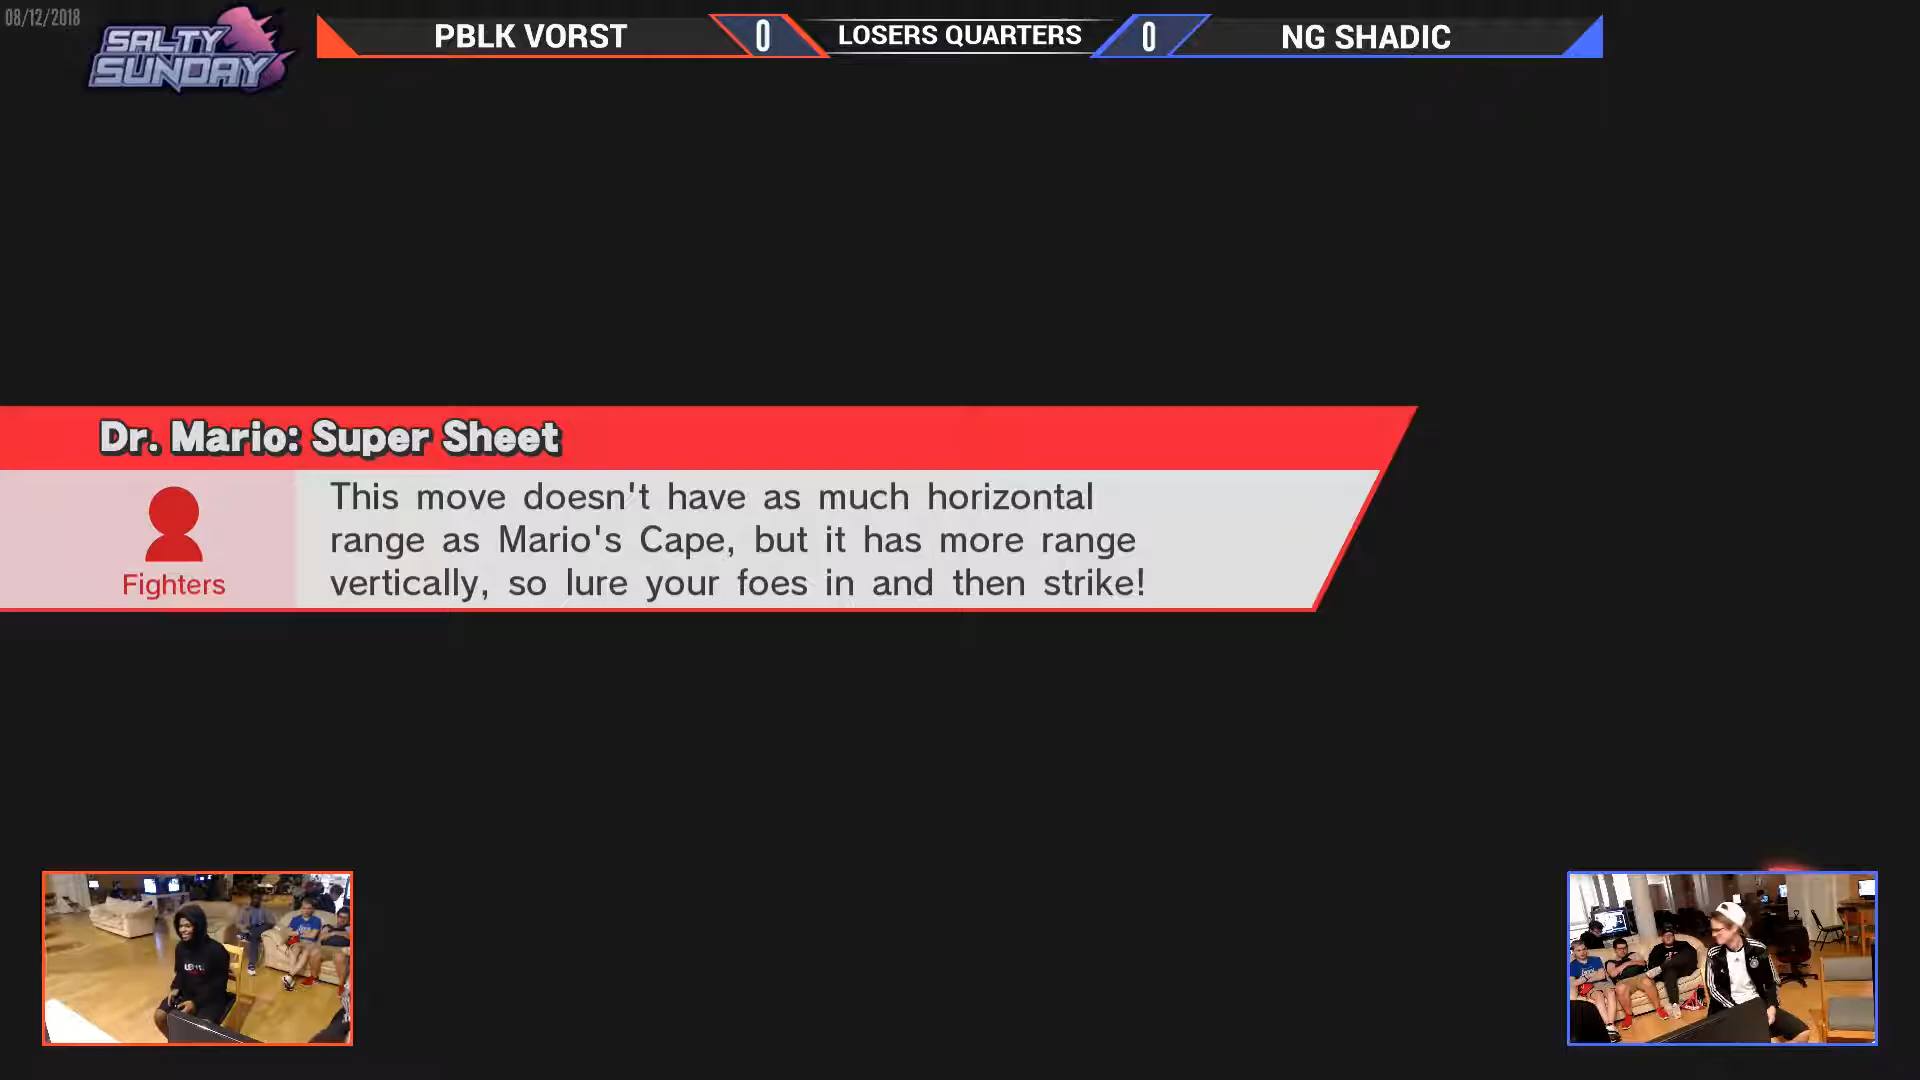 08/12/2018
SALTY
SUNDAY
PBLK VORST
0
LOSERS QUARTERS
0
NG SHADIC
Dr. Mario: Super Sheet
Fighters
This move doesn't have as much horizontal
range as Mario's Cape, but it has more range
vertically, so lure your foes in and then strike!